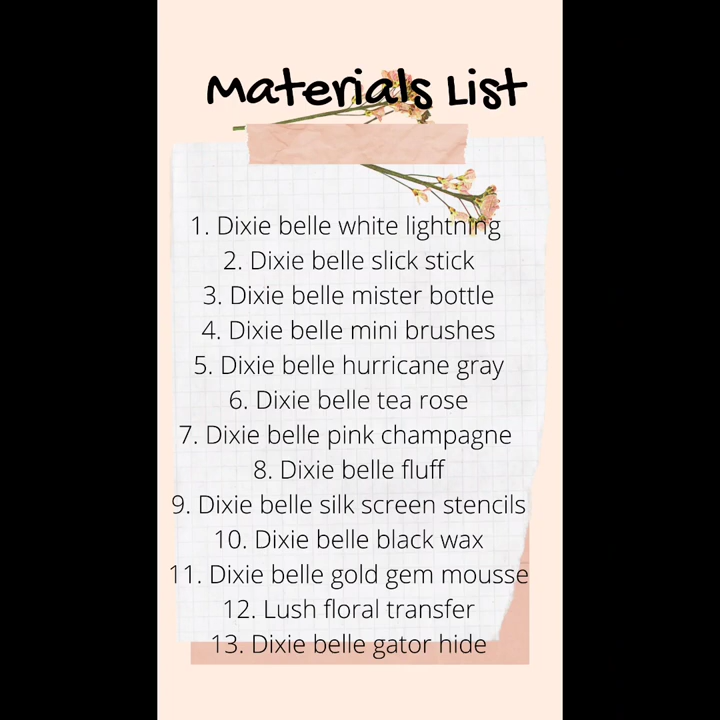 Materials List
1. Dixie belle white lightning
2. Dixie belle slick stick
3. Dixie belle mister bottle
4. Dixie belle mini brushes
5. Dixie belle hurricane gray
6. Dixie belle tea rose
7. Dixie belle pink champagne
8. Dixie belle fluff
9. Dixie belle silk screen stencils
10. Dixie belle black wax
11. Dixie belle gold gem mousse
12. Lush floral transfer
13. Dixie belle gator hide